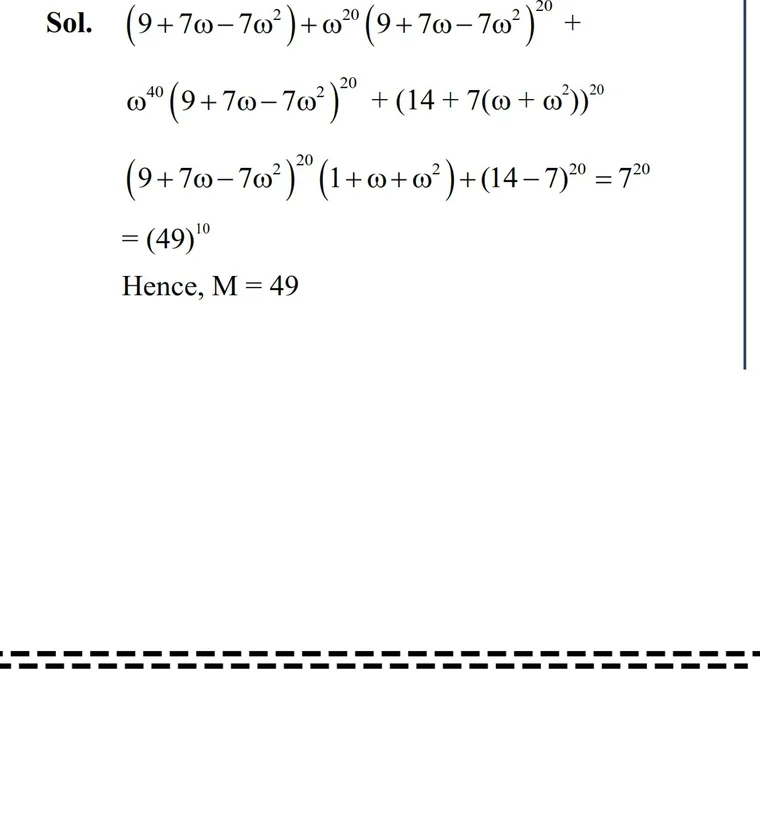 Sol. (9 + 7ω − 7ω²) + ω²⁰ (9 + 7ω − 7ω²)²⁰ +
ω⁴⁰ (9 + 7ω − 7ω²)²⁰ + (14 + 7(ω + ω²))²⁰
(9 + 7ω − 7ω²)²⁰ (1 + ω + ω²) + (14 − 7)²⁰ = 7²⁰
= (49)¹⁰
Hence, M = 49